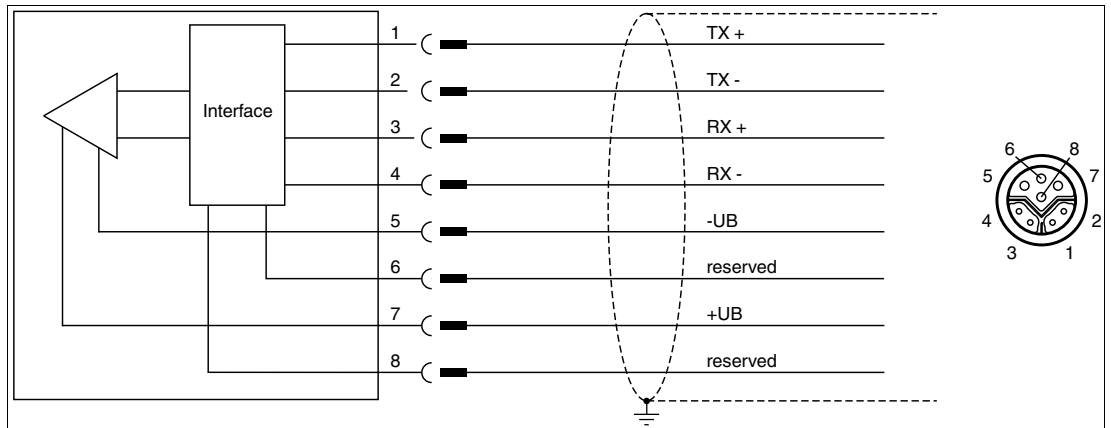 1 TX +
2 TX -
Interface
3 RX +
4 RX -
5 -UB
6 reserved
7 +UB
8 reserved
6 8
5 7
4 2
3 1